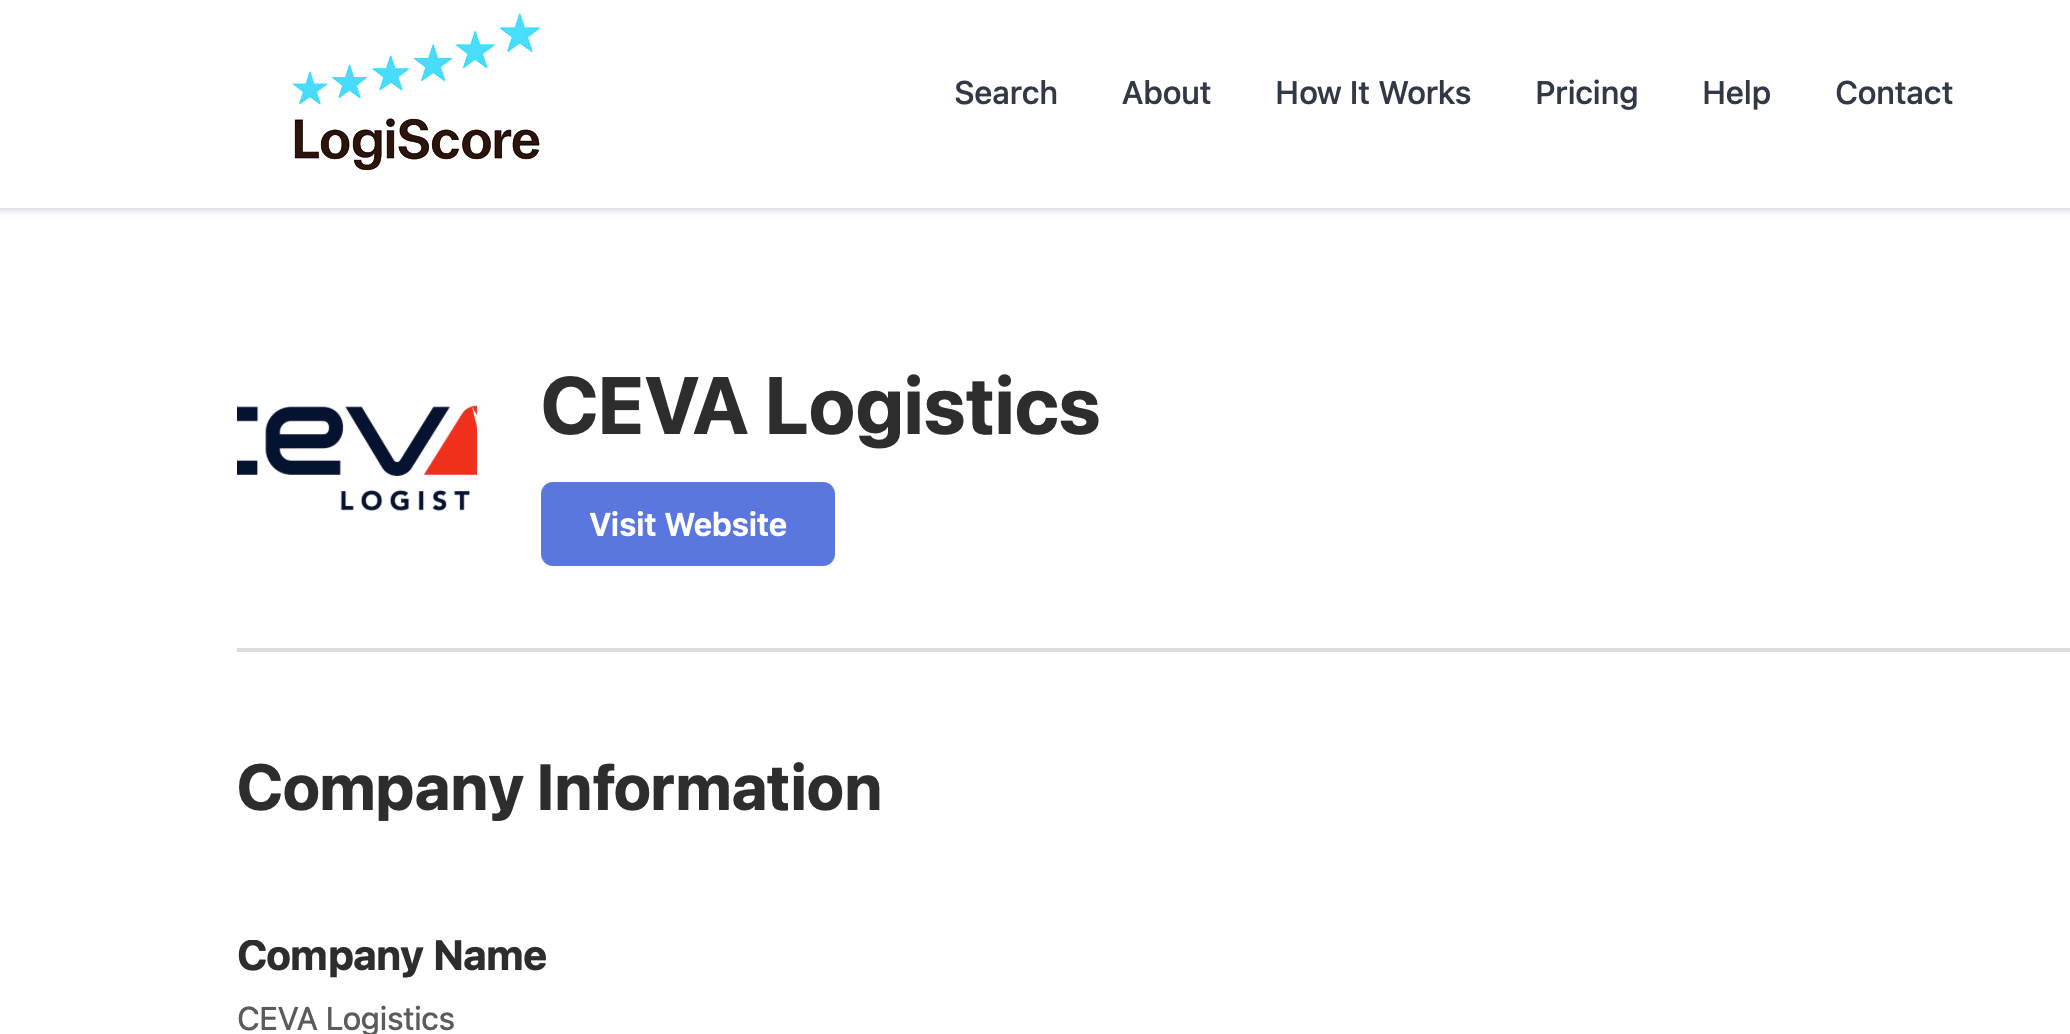 LogiScore
Search About How It Works Pricing Help Contact
ceva
LOGIST
CEVA Logistics
Visit Website
Company Information
Company Name
CEVA Logistics